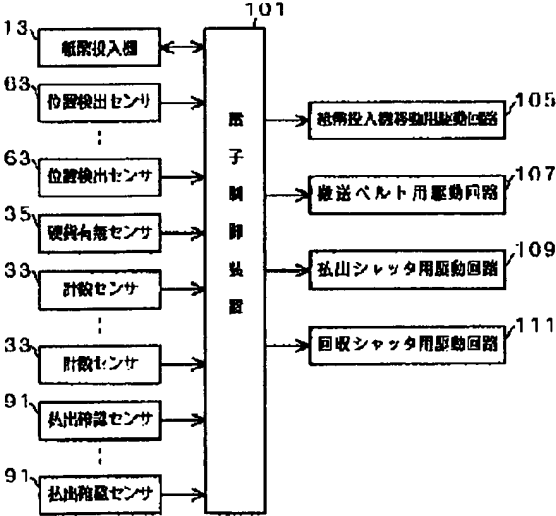 101
13
紙幣投入機
63
位置検出センサ
63
位置検出センサ
35
硬貨有無センサ
33
計数センサ
33
計数センサ
91
払出確認センサ
91
払出確認センサ
電子制御装置
105
紙幣投入機移動用駆動回路
107
搬送ベルト用駆動回路
109
払出シャッタ用駆動回路
111
回収シャッタ用駆動回路